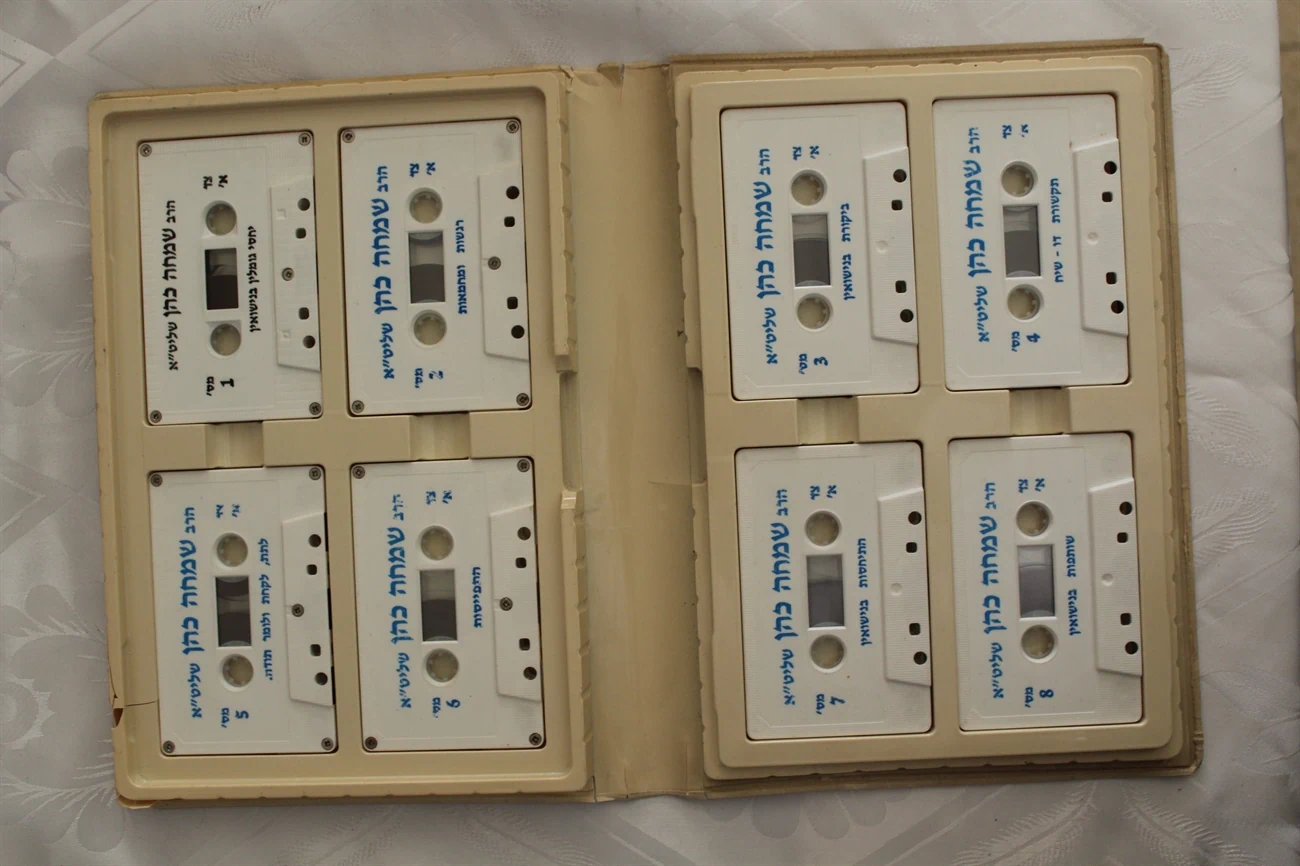 הרב שמחה כהן שליט״א
צד
א׳
מס׳
1
יחסי גומלין בנישואין
הרב שמחה כהן שליט״א
צד
א׳
מס׳
2
רגשות ומחמאות
הרב שמחה כהן שליט״א
צד
א׳
מס׳
3
ביקורת בנישואין
הרב שמחה כהן שליט״א
צד
א׳
מס׳
4
תקשורת דו - שיח
הרב שמחה כהן שליט״א
צד
א׳
מס׳
5
לתת, לקחת ולומר תודה.
הרב שמחה כהן שליט״א
צד
א׳
מס׳
6
התפייסות
הרב שמחה כהן שליט״א
צד
א׳
מס׳
7
התיחסות בנישואין
הרב שמחה כהן שליט״א
צד
א׳
מס׳
8
שותפות בנישואין